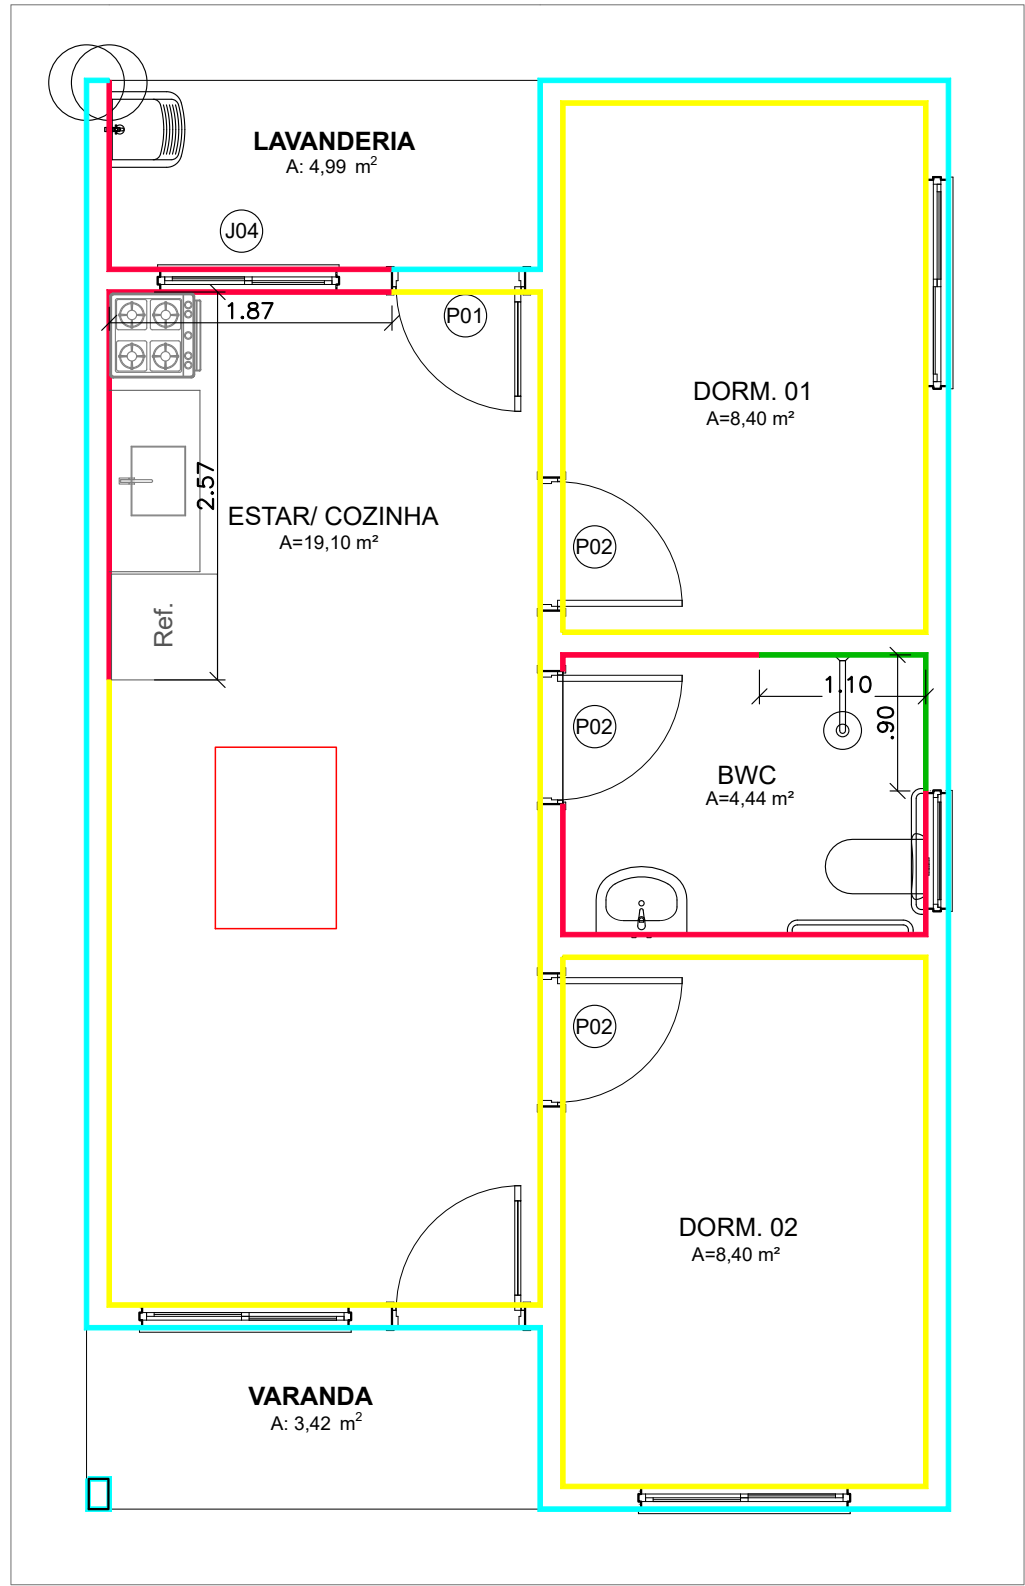 LAVANDERIA
A: 4,99 m²
J04
1.87
P01
DORM. 01
A=8,40 m²
2.57
ESTAR/ COZINHA
A=19,10 m²
P02
Ref.
1.10
.90
P02
BWC
A=4,44 m²
P02
DORM. 02
A=8,40 m²
VARANDA
A: 3,42 m²